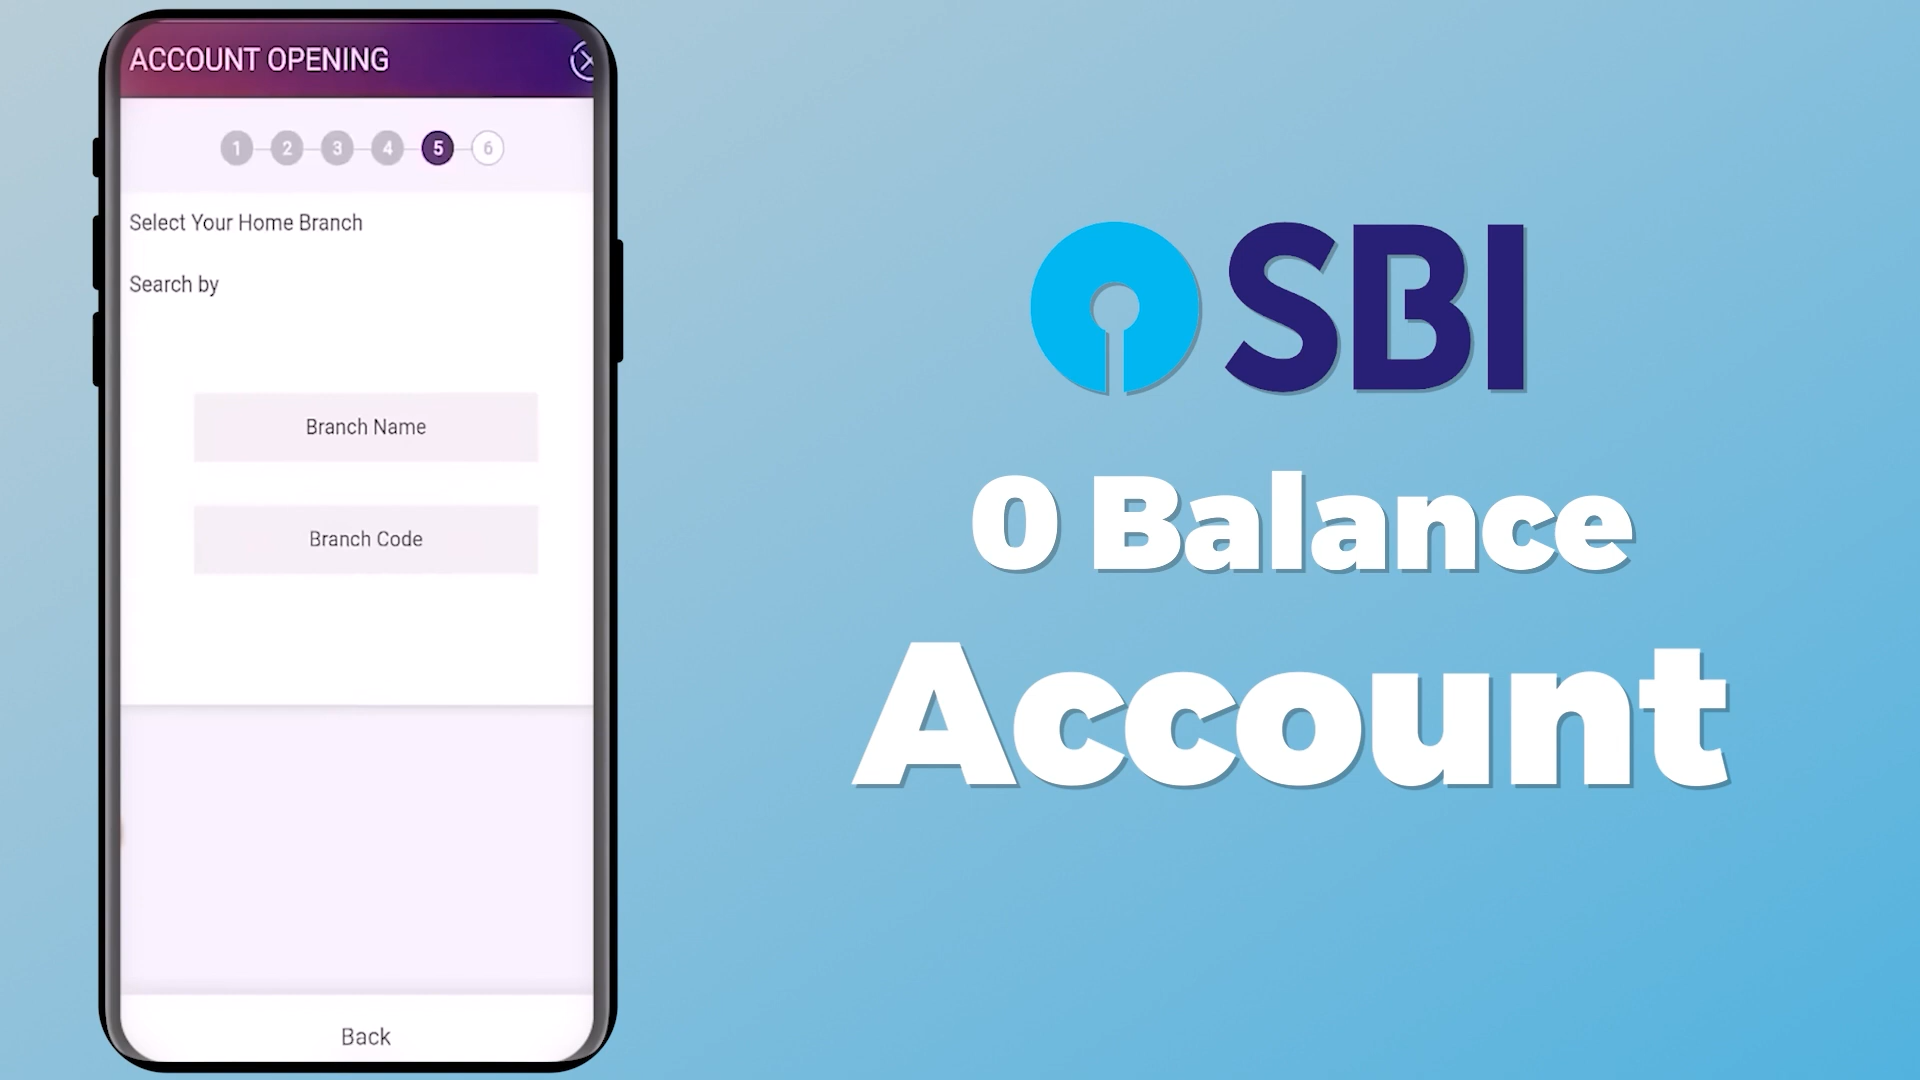 ACCOUNT OPENING
1 2 3 4 5 6
Select Your Home Branch
Search by
Branch Name
Branch Code
Back
SBI
0 Balance
Account